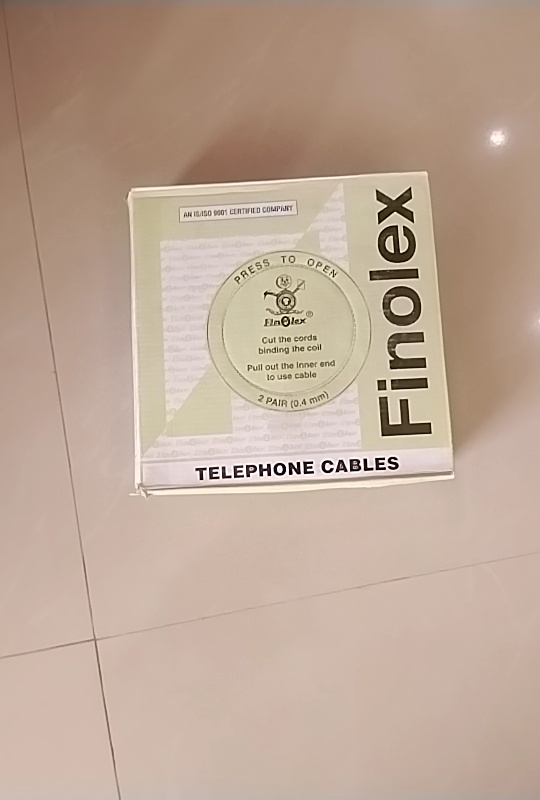 AN IS/ISO 9001 CERTIFIED COMPANY
PRESS TO OPEN
Finolex ®
Cut the cords
binding the coil
Pull out the inner end
to use cable
2 PAIR (0.4 mm)
Finolex
TELEPHONE CABLES